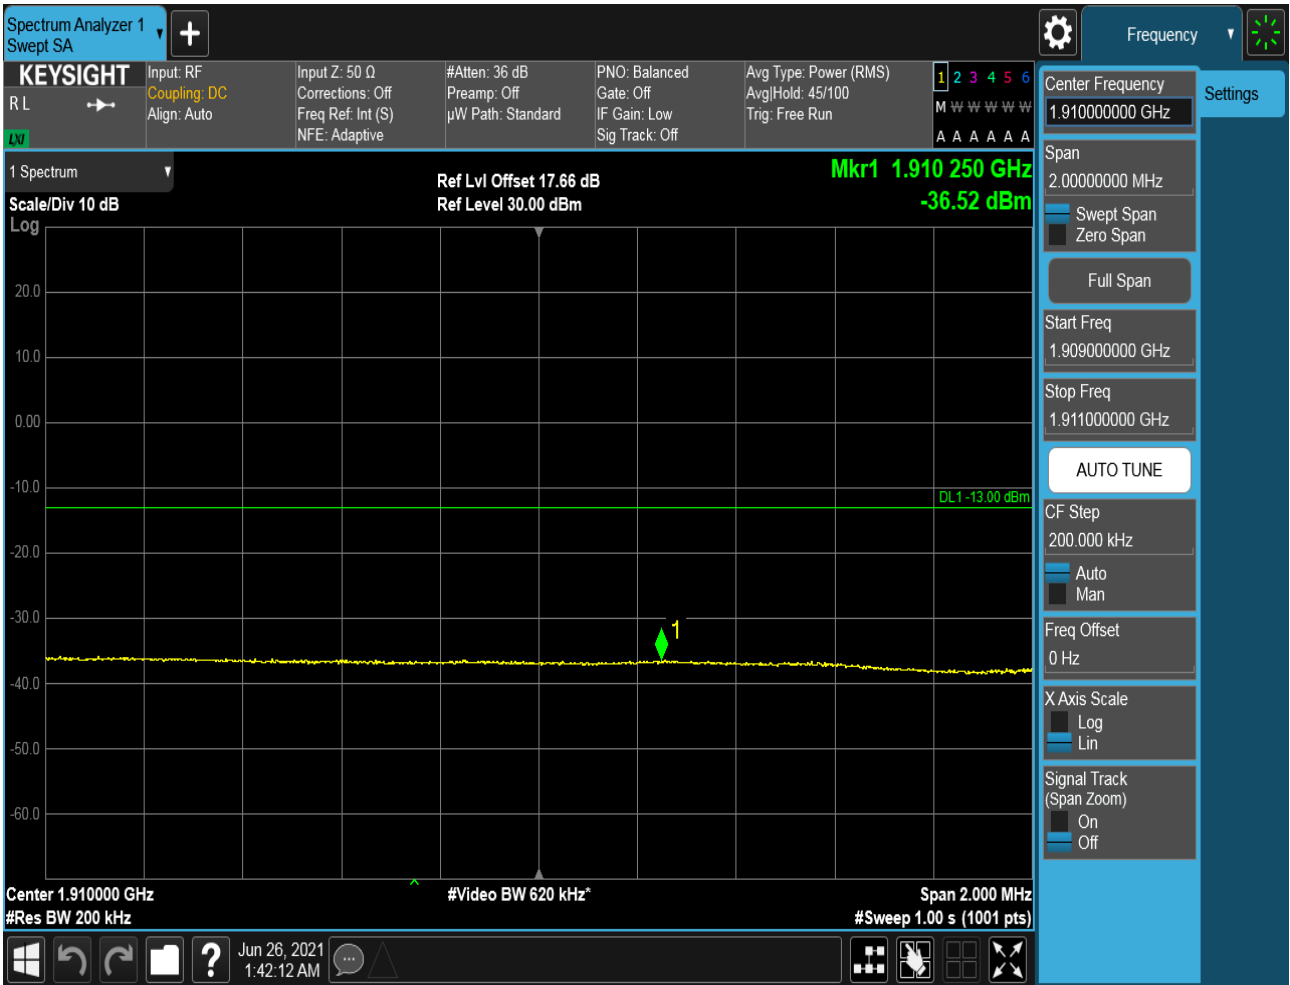 Spectrum Analyzer 1
Swept SA
Frequency
KEYSIGHT
R L
LXI
Input: RF
Coupling: DC
Align: Auto
Input Z: 50 Ω
Corrections: Off
Freq Ref: Int (S)
NFE: Adaptive
#Atten: 36 dB
Preamp: Off
µW Path: Standard
PNO: Balanced
Gate: Off
IF Gain: Low
Sig Track: Off
Avg Type: Power (RMS)
Avg|Hold: 45/100
Trig: Free Run
1 2 3 4 5 6
M W W W W W
A A A A A A
1 Spectrum
Scale/Div 10 dB
Log
Ref Lvl Offset 17.66 dB
Ref Level 30.00 dBm
Mkr1 1.910 250 GHz
-36.52 dBm
20.0
10.0
0.00
-10.0
-20.0
-30.0
-40.0
-50.0
-60.0
DL1 -13.00 dBm
1
Center 1.910000 GHz
#Res BW 200 kHz
#Video BW 620 kHz*
Span 2.000 MHz
#Sweep 1.00 s (1001 pts)
Jun 26, 2021
1:42:12 AM
Center Frequency
1.910000000 GHz
Settings
Span
2.00000000 MHz
Swept Span
Zero Span
Full Span
Start Freq
1.909000000 GHz
Stop Freq
1.911000000 GHz
AUTO TUNE
CF Step
200.000 kHz
Auto
Man
Freq Offset
0 Hz
X Axis Scale
Log
Lin
Signal Track
(Span Zoom)
On
Off